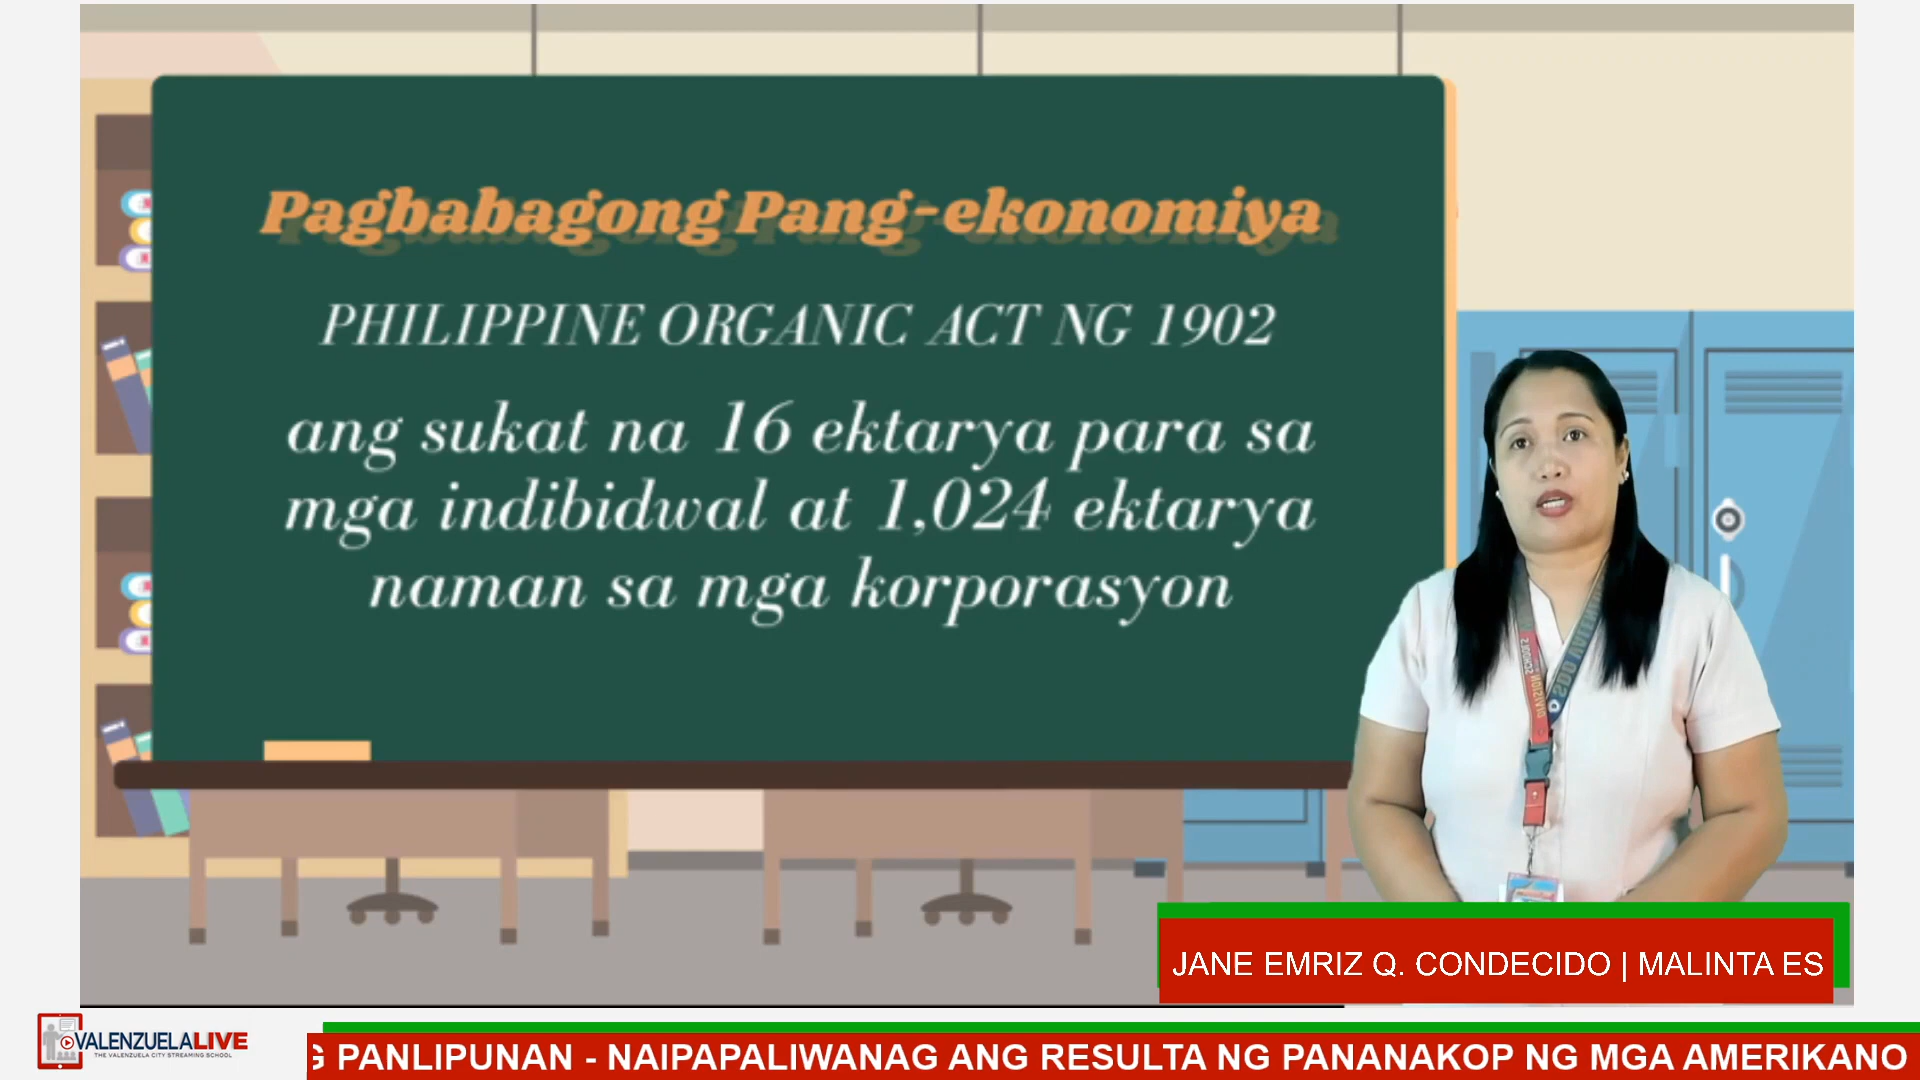 Pagbabagong Pang-ekonomiya
PHILIPPINE ORGANIC ACT NG 1902
ang sukat na 16 ektarya para sa
mga indibidwal at 1,024 ektarya
naman sa mga korporasyon
JANE EMRIZ Q. CONDECIDO | MALINTA ES
VALENZUELALIVE
THE VALENZUELA CITY STREAMING SCHOOL
G PANLIPUNAN - NAIPAPALIWANAG ANG RESULTA NG PANANAKOP NG MGA AMERIKANO